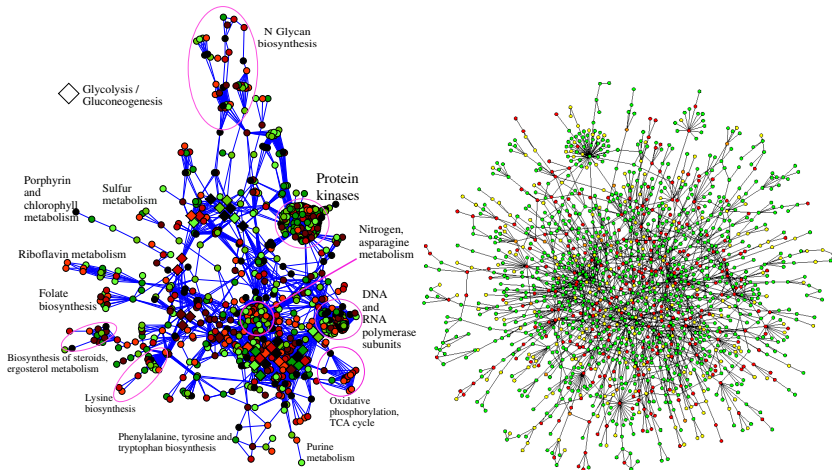 N Glycan
biosynthesis
Glycolysis /
Gluconeogenesis
Porphyrin
and
chlorophyll
metabolism
Sulfur
metabolism
Protein
kinases
Nitrogen,
asparagine
metabolism
Riboflavin metabolism
Folate
biosynthesis
DNA
and
RNA
polymerase
subunits
Biosynthesis of steroids,
ergosterol metabolism
Lysine
biosynthesis
Oxidative
phosphorylation,
TCA cycle
Phenylalanine, tyrosine and
tryptophan biosynthesis
Purine
metabolism